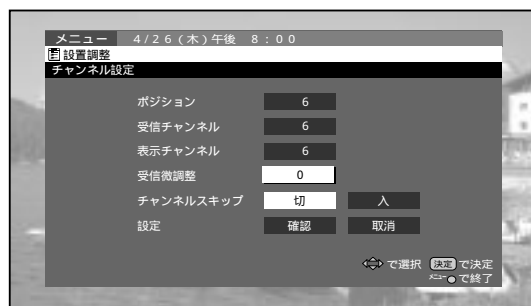 メニュー 4/26(木)午後 8:00
設置調整
チャンネル設定
ポジション 6
受信チャンネル 6
表示チャンネル 6
受信微調整 0
チャンネルスキップ 切 入
設定 確認 取消
で選択 決定 で決定
メニュー で終了